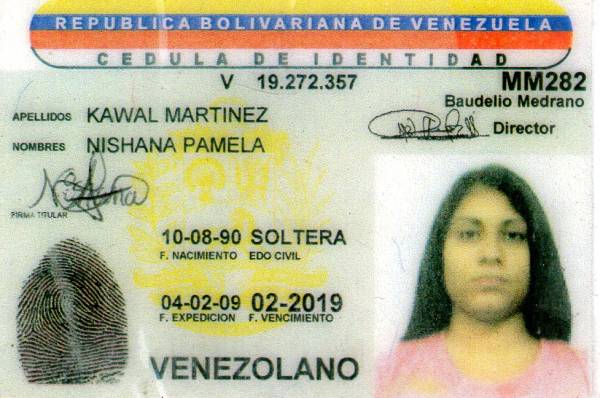 REPUBLICA BOLIVARIANA DE VENEZUELA
CEDULA DE IDENTIDAD
V 19.272.357
MM282
Baudelio Medrano
Director
APELLIDOS KAWAL MARTINEZ
NOMBRES NISHANA PAMELA
FIRMA TITULAR
10-08-90 SOLTERA
F. NACIMIENTO EDO CIVIL
04-02-09 02-2019
F. EXPEDICION F. VENCIMIENTO
VENEZOLANO